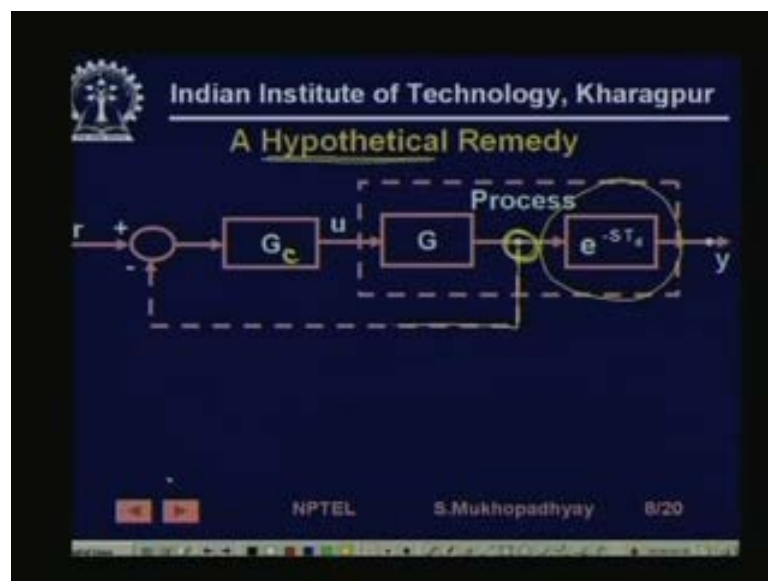 Indian Institute of Technology, Kharagpur
A Hypothetical Remedy
Process
r + - Gc u G e^-STd y
NPTEL S.Mukhopadhyay 8/20